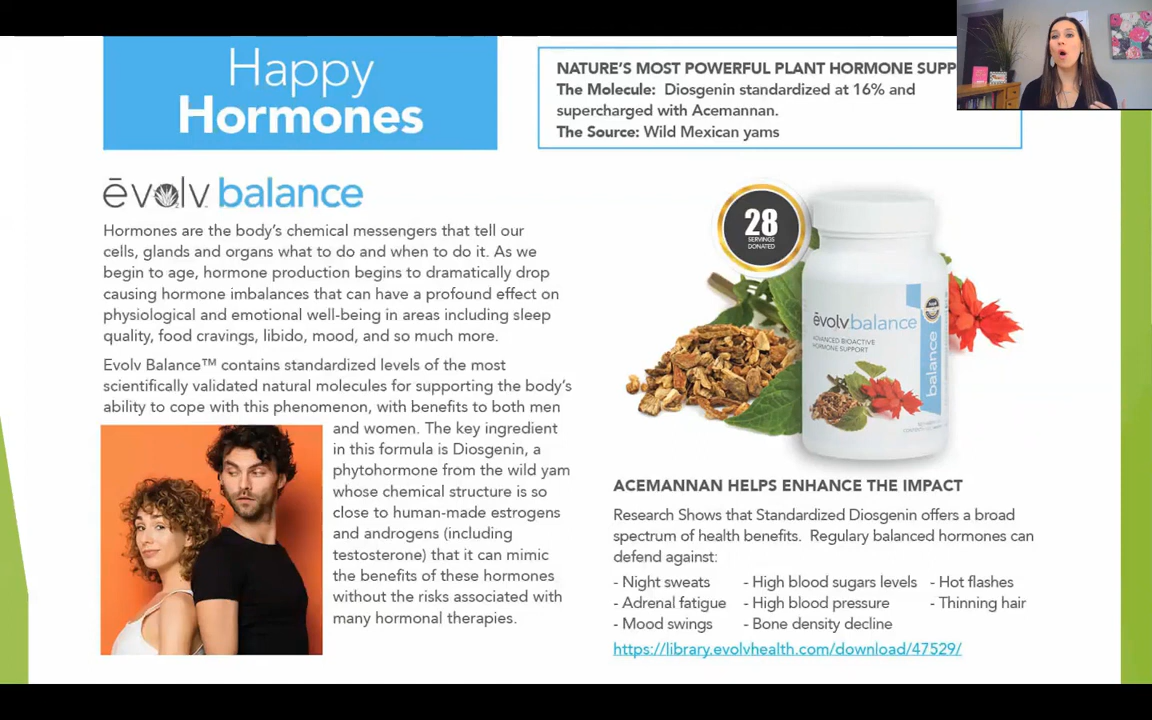 Happy
Hormones
NATURE'S MOST POWERFUL PLANT HORMONE SUPP
The Molecule: Diosgenin standardized at 16% and
supercharged with Acemannan.
The Source: Wild Mexican yams
ēvolv balance
Hormones are the body's chemical messengers that tell our
cells, glands and organs what to do and when to do it. As we
begin to age, hormone production begins to dramatically drop
causing hormone imbalances that can have a profound effect on
physiological and emotional well-being in areas including sleep
quality, food cravings, libido, mood, and so much more.
Evolv Balance™ contains standardized levels of the most
scientifically validated natural molecules for supporting the body's
ability to cope with this phenomenon, with benefits to both men
and women. The key ingredient
in this formula is Diosgenin, a
phytohormone from the wild yam
whose chemical structure is so
close to human-made estrogens
and androgens (including
testosterone) that it can mimic
the benefits of these hormones
without the risks associated with
many hormonal therapies.
28
SERVINGS
DONATED
ēvolvbalance
ADVANCED BIOACTIVE
HORMONE SUPPORT
balance
ACEMANNAN HELPS ENHANCE THE IMPACT
Research Shows that Standardized Diosgenin offers a broad
spectrum of health benefits. Regulary balanced hormones can
defend against:
- Night sweats - High blood sugars levels - Hot flashes
- Adrenal fatigue - High blood pressure - Thinning hair
- Mood swings - Bone density decline
https://library.evolvhealth.com/download/47529/